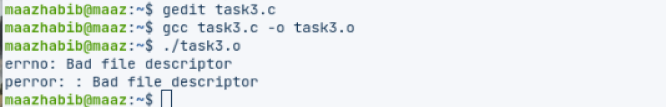 maazhabib@maaz:~$ gedit task3.c
maazhabib@maaz:~$ gcc task3.c -o task3.o
maazhabib@maaz:~$ ./task3.o
errno: Bad file descriptor
perror: : Bad file descriptor
maazhabib@maaz:~$